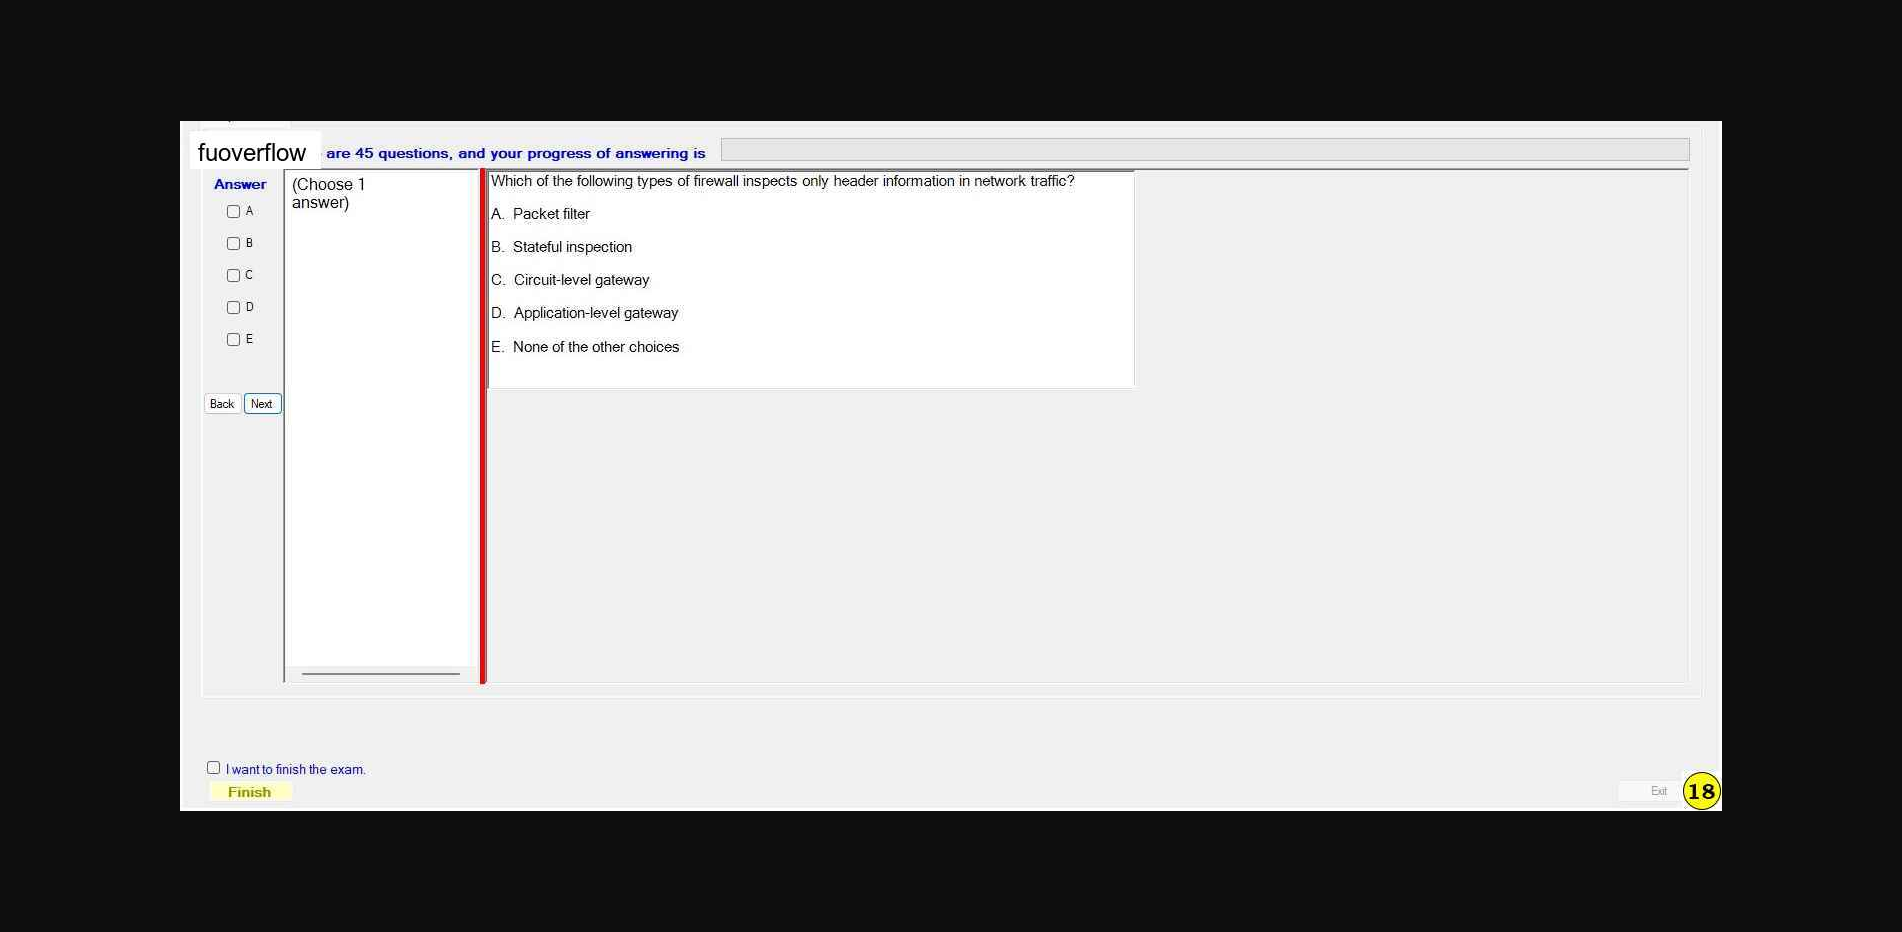 fuoverflow are 45 questions, and your progress of answering is
Answer
(Choose 1
answer)
A
B
C
D
E
Back Next
Which of the following types of firewall inspects only header information in network traffic?
A. Packet filter
B. Stateful inspection
C. Circuit-level gateway
D. Application-level gateway
E. None of the other choices
I want to finish the exam.
Finish
Exit
18